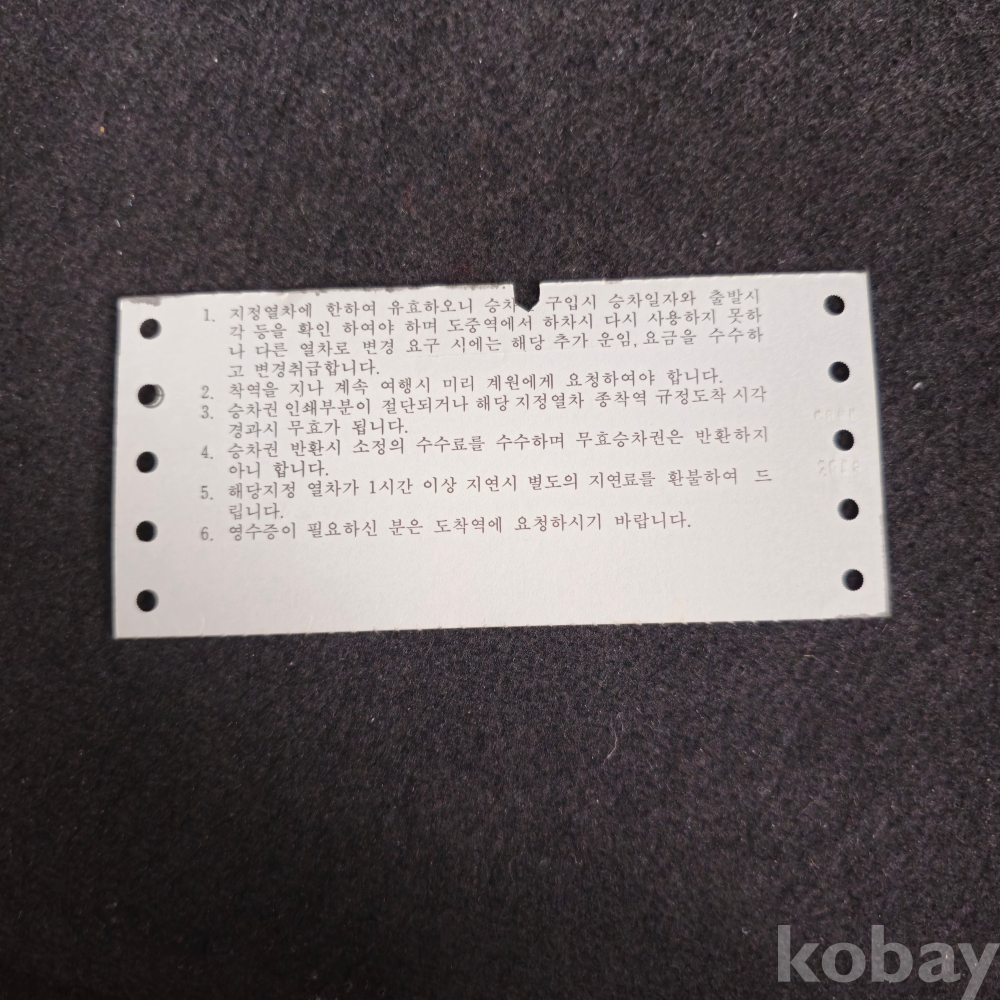 1. 지정열차에 한하여 유효하오니 승차 구입시 승차일자와 출발시
각 등을 확인 하여야 하며 도중역에서 하차시 다시 사용하지 못하
나 다른 열차로 변경 요구 시에는 해당 추가 운임, 요금을 수수하
고 변경취급합니다.
2. 착역을 지나 계속 여행시 미리 계원에게 요청하여야 합니다.
3. 승차권 인쇄부분이 절단되거나 해당 지정열차 종착역 규정도착 시각
경과시 무효가 됩니다.
4. 승차권 반환시 소정의 수수료를 수수하며 무효승차권은 반환하지
아니 합니다.
5. 해당지정 열차가 1시간 이상 지연시 별도의 지연료를 환불하여 드
립니다.
6. 영수증이 필요하신 분은 도착역에 요청하시기 바랍니다.
kobay